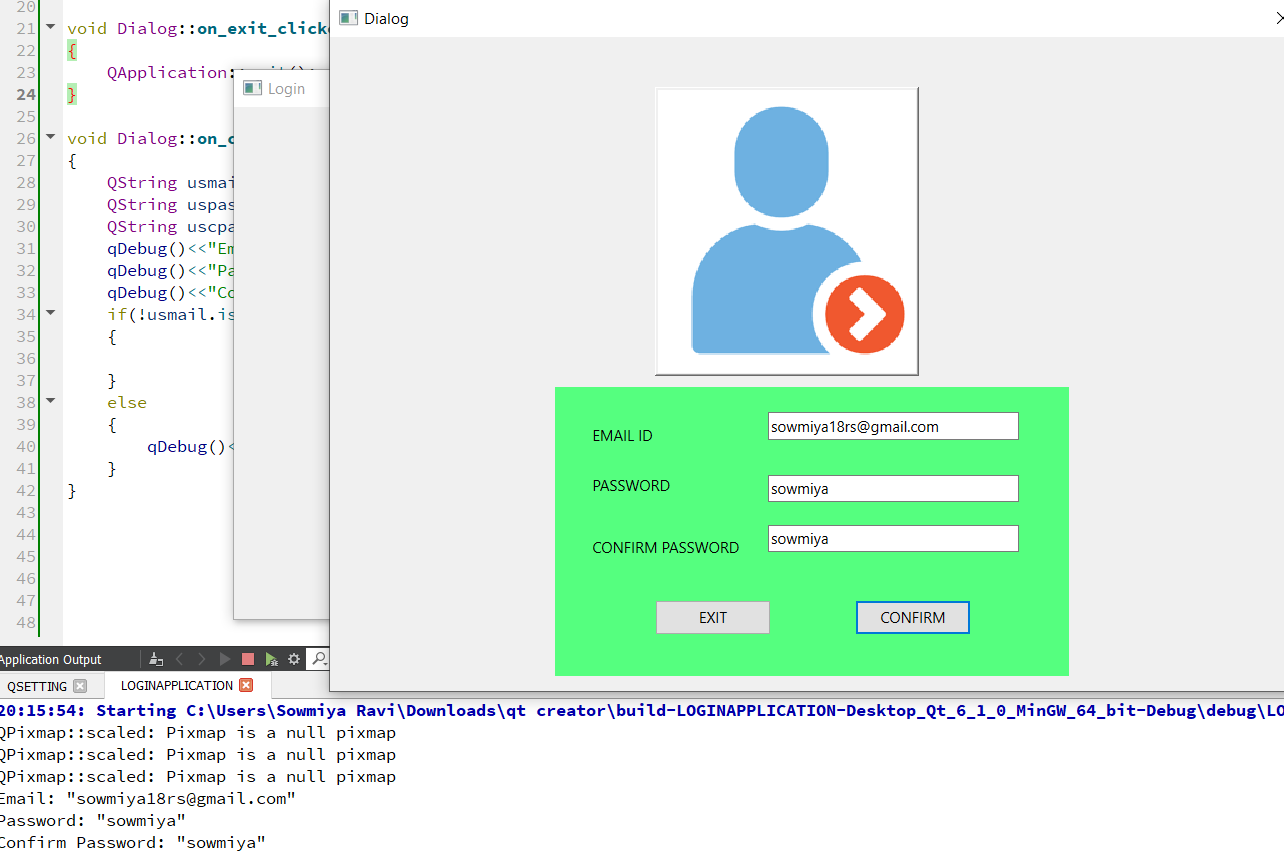 20
21 void Dialog::on_exit_clicke
22 {
23 QApplication:
24 }
25
26 void Dialog::on_c
27 {
28 QString usmai
29 QString uspas
30 QString uscpa
31 qDebug()<<"Em
32 qDebug()<<"Pa
33 qDebug()<<"Co
34 if(!usmail.is
35 {
36
37 }
38 else
39 {
40 qDebug()<
41 }
42 }
43
44
45
46
47
48
Login
Dialog
EMAIL ID
sowmiya18rs@gmail.com
PASSWORD
sowmiya
CONFIRM PASSWORD
sowmiya
EXIT
CONFIRM
Application Output
QSETTING
LOGINAPPLICATION
20:15:54: Starting C:\Users\Sowmiya Ravi\Downloads\qt creator\build-LOGINAPPLICATION-Desktop_Qt_6_1_0_MinGW_64_bit-Debug\debug\LO
QPixmap::scaled: Pixmap is a null pixmap
QPixmap::scaled: Pixmap is a null pixmap
QPixmap::scaled: Pixmap is a null pixmap
Email: "sowmiya18rs@gmail.com"
Password: "sowmiya"
Confirm Password: "sowmiya"